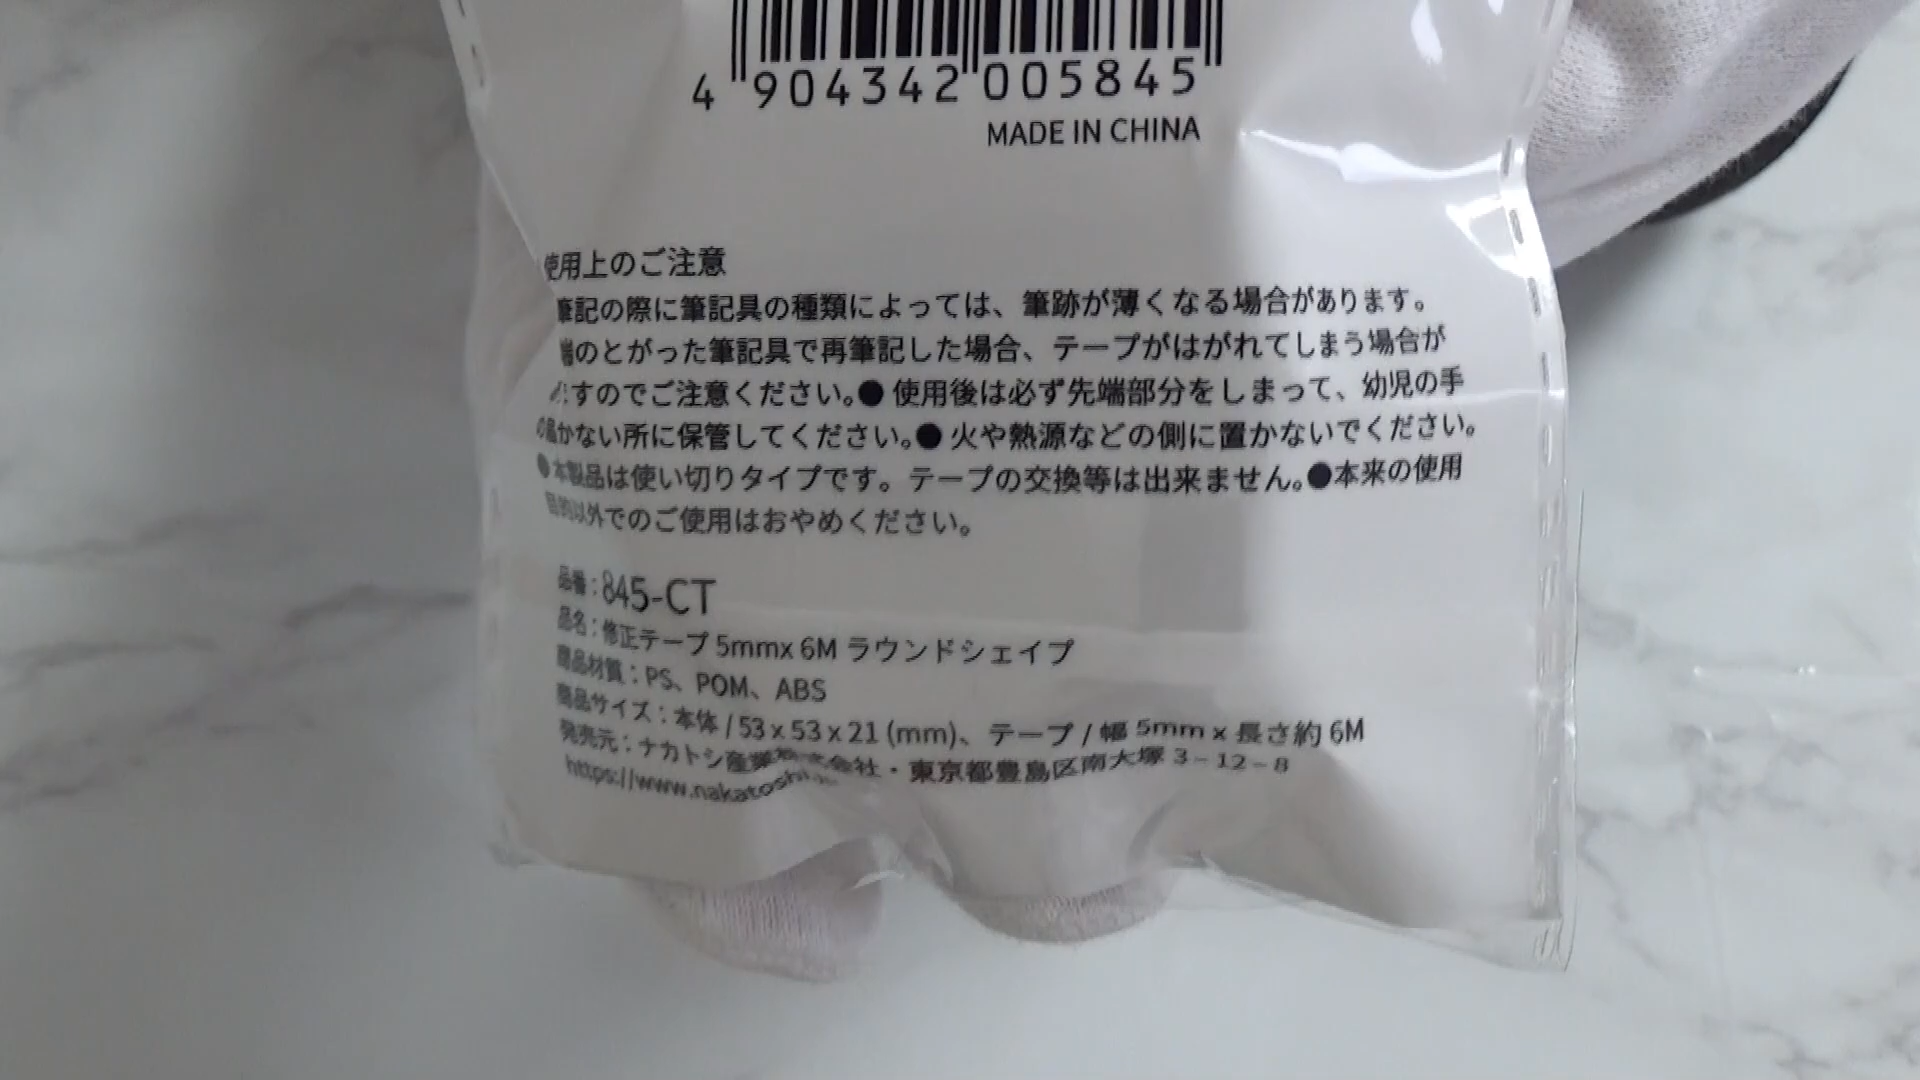 4 904342 005845
MADE IN CHINA
使用上のご注意
筆記の際に筆記具の種類によっては、筆跡が薄くなる場合があります。
端のとがった筆記具で再筆記した場合、テープがはがれてしまう場合が
すのでご注意ください。● 使用後は必ず先端部分をしまって、幼児の手
の届かない所に保管してください。● 火や熱源などの側に置かないでください。
●本製品は使い切りタイプです。テープの交換等は出来ません。●本来の使用
目的以外でのご使用はおやめください。
品番：845-CT
品名：修正テープ 5mmx 6M ラウンドシェイプ
商品材質：PS、POM、ABS
商品サイズ：本体 / 53 x 53 x 21 (mm)、テープ / 幅 5mm x 長さ約 6M
発売元：ナカトシ産業株式会社・東京都豊島区南大塚 3-12-8
https://www.nakatoshi